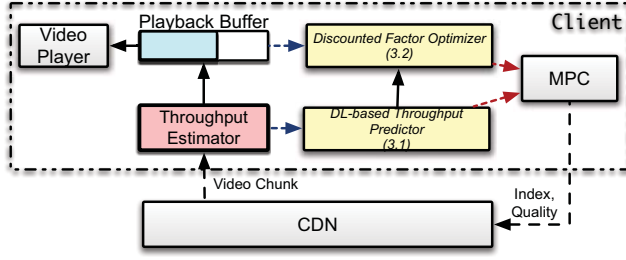 Client
Playback Buffer
Video
Player
Discounted Factor Optimizer
(3.2)
MPC
Throughput
Estimator
DL-based Throughput
Predictor
(3.1)
Video Chunk
Index,
Quality
CDN